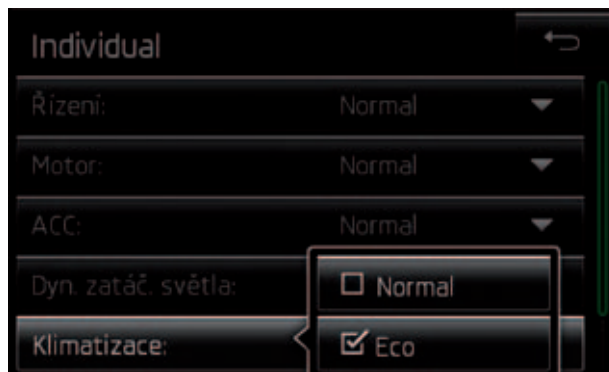 Individual
Řízení: Normal
Motor: Normal
ACC: Normal
Dyn. zatáč. světla: Normal
Klimatizace: Eco